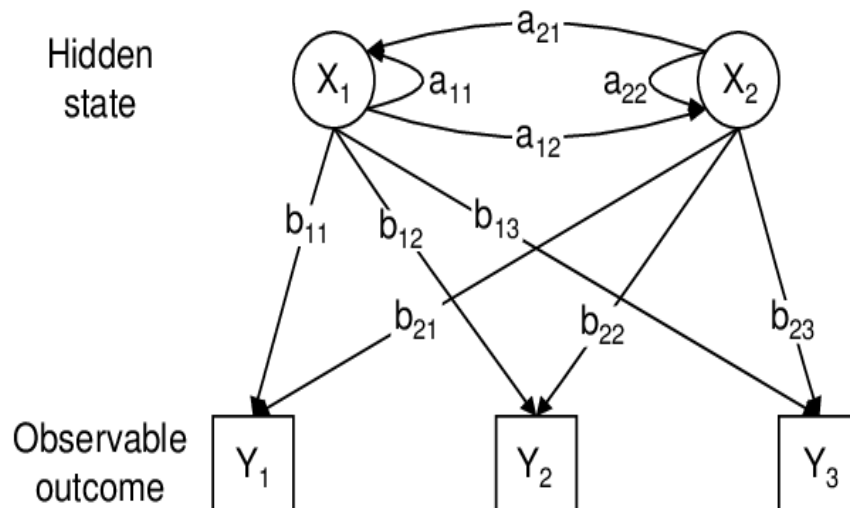 Hidden
state
X₁
X₂
a₂₁
a₁₁
a₂₂
a₁₂
b₁₁
b₁₂
b₁₃
b₂₁
b₂₂
b₂₃
Observable
outcome
Y₁
Y₂
Y₃